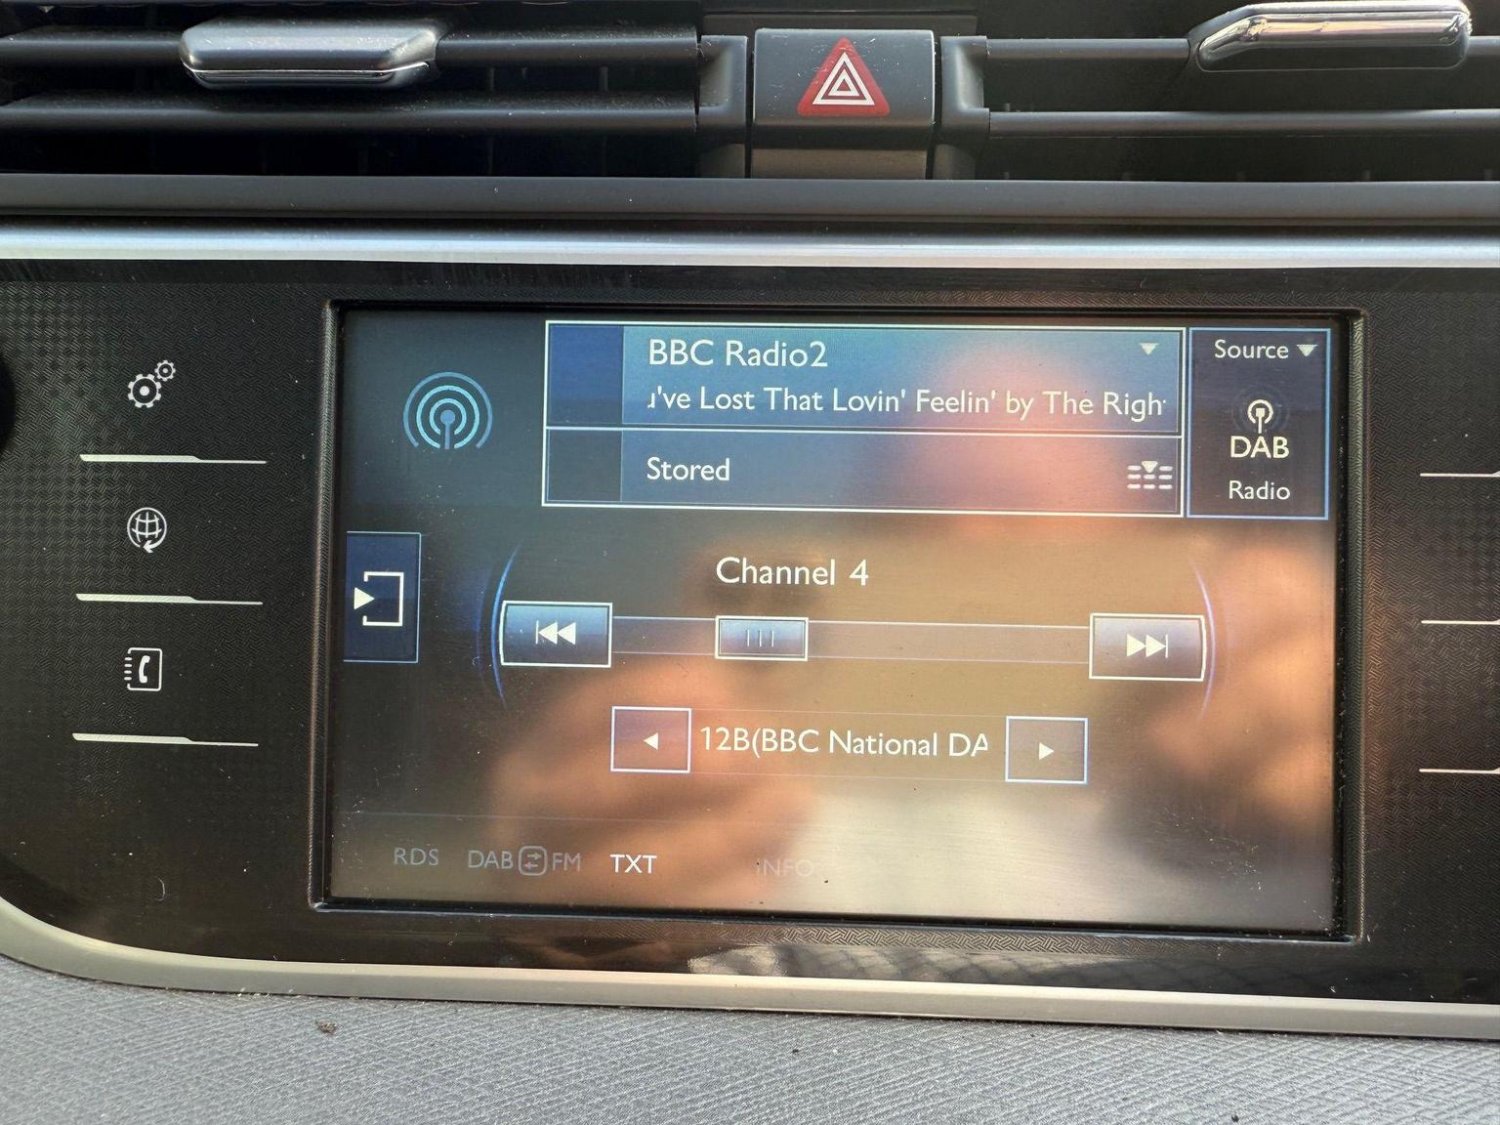 BBC Radio2
u've Lost That Lovin' Feelin' by The Righ
Stored
Source
DAB
Radio
Channel 4
12B(BBC National DA
RDS DAB FM TXT INFO